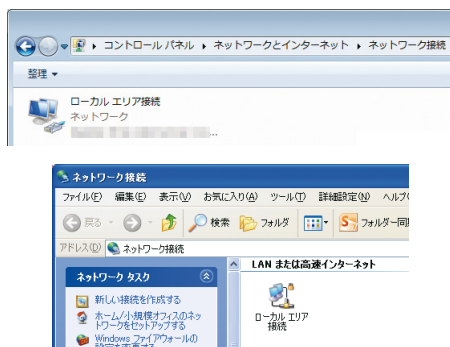 コントロール パネル ▸ ネットワークとインターネット ▸ ネットワーク接続
整理 ▼
ローカル エリア接続
ネットワーク
...
ネットワーク接続
ファイル(F) 編集(E) 表示(V) お気に入り(A) ツール(T) 詳細設定(N) ヘルプ(
戻る 検索 フォルダ フォルダー同期
アドレス(D) ネットワーク接続
ネットワーク タスク
新しい接続を作成する
ホーム/小規模オフィスのネッ
トワークをセットアップする
Windows ファイアウォールの
設定を変更する
LAN または高速インターネット
ローカル エリア
接続